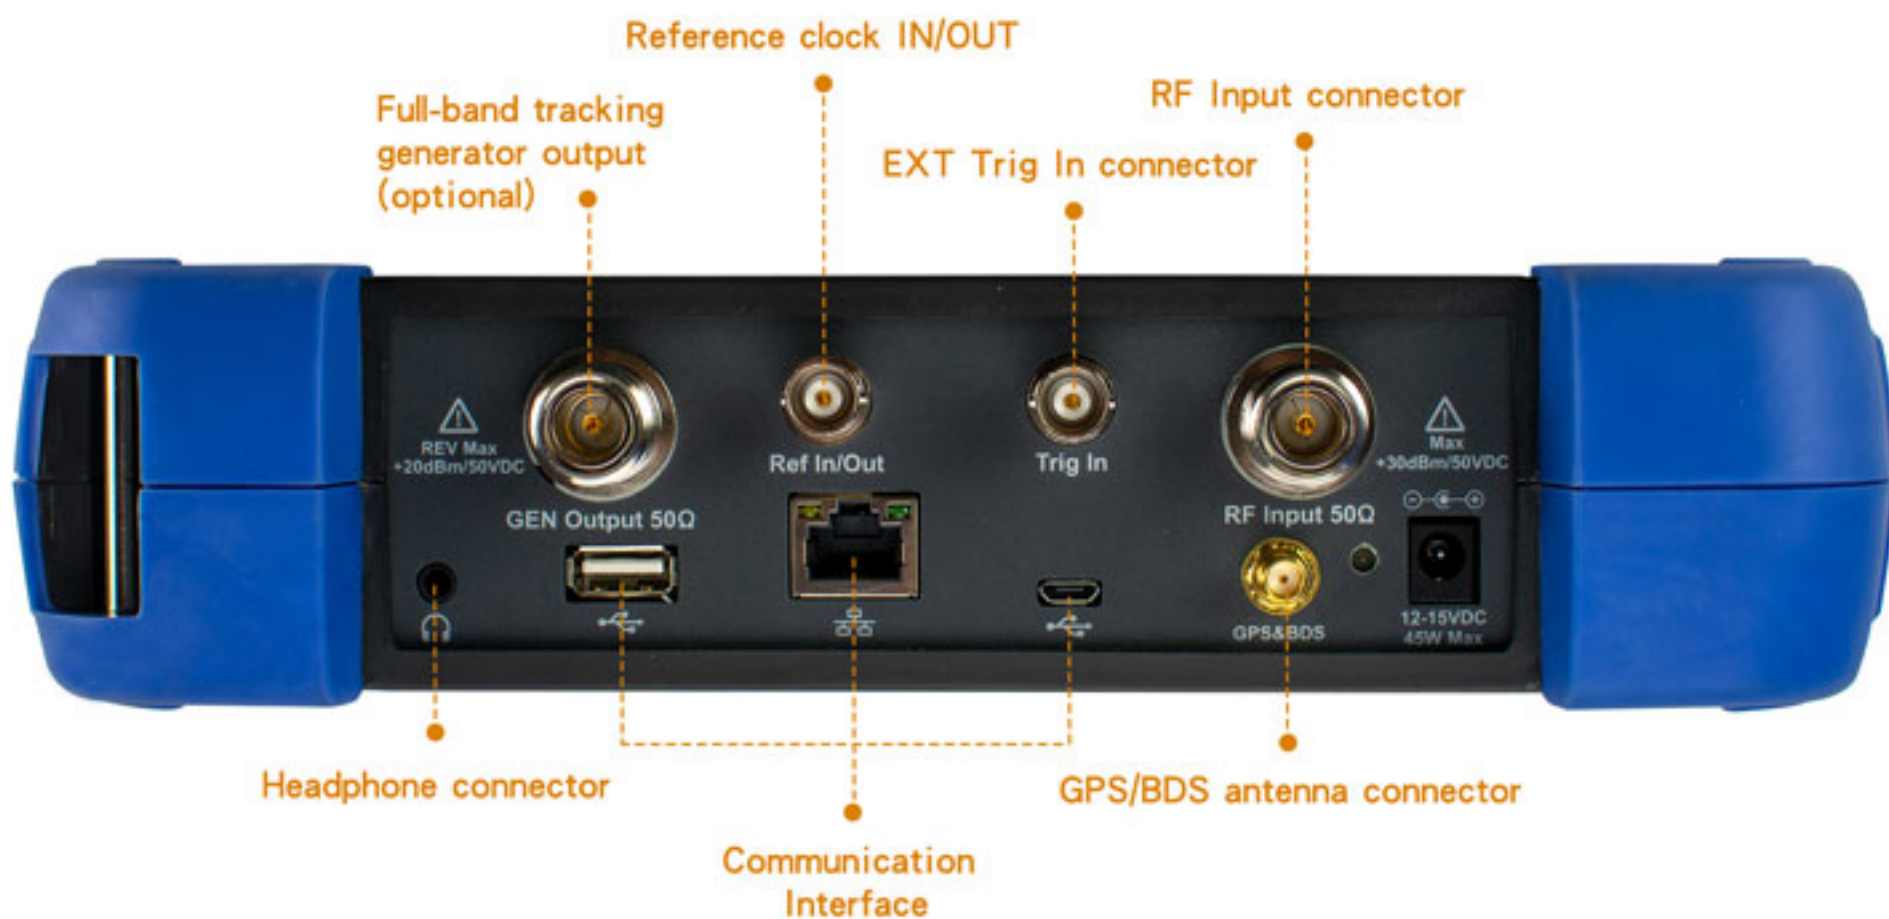 Reference clock IN/OUT
Full-band tracking
generator output
(optional)
RF Input connector
EXT Trig In connector
REV Max
+20dBm/50VDC
Ref In/Out
Trig In
Max
+30dBm/50VDC
GEN Output 50Ω
RF Input 50Ω
GPS&BDS
12-15VDC
45W Max
Headphone connector
GPS/BDS antenna connector
Communication
Interface